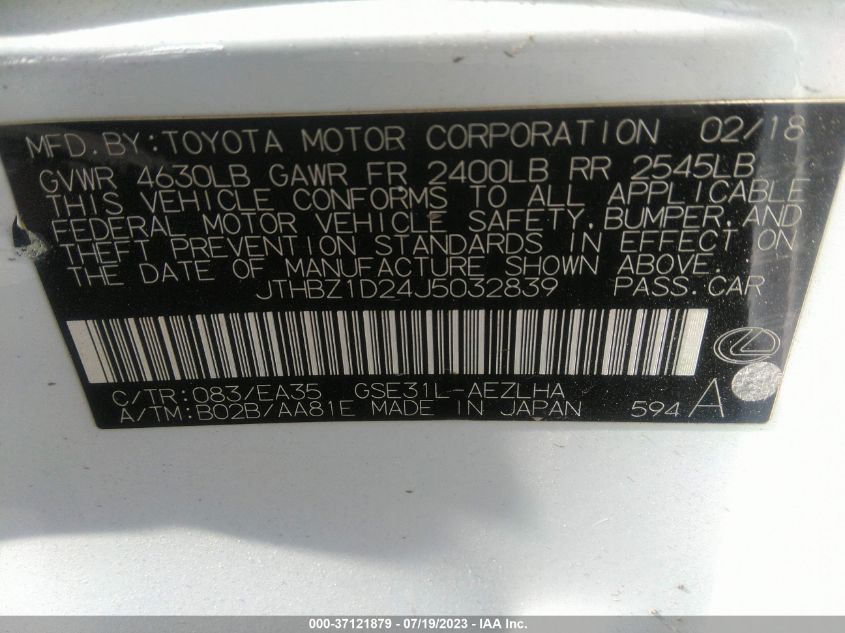 MFD. BY: TOYOTA MOTOR CORPORATION 02/18
GVWR 4630LB GAWR FR 2400LB RR 2545LB
THIS VEHICLE CONFORMS TO ALL APPLICABLE
FEDERAL MOTOR VEHICLE SAFETY, BUMPER, AND
THEFT PREVENTION STANDARDS IN EFFECT ON
THE DATE OF MANUFACTURE SHOWN ABOVE.
JTHBZ1D24J5032839 PASS. CAR
C/TR: 083/EA35 GSE31L-AEZLHA
A/TM: B02B/AA81E MADE IN JAPAN 594 A
000-37121879 - 07/19/2023 - IAA Inc.